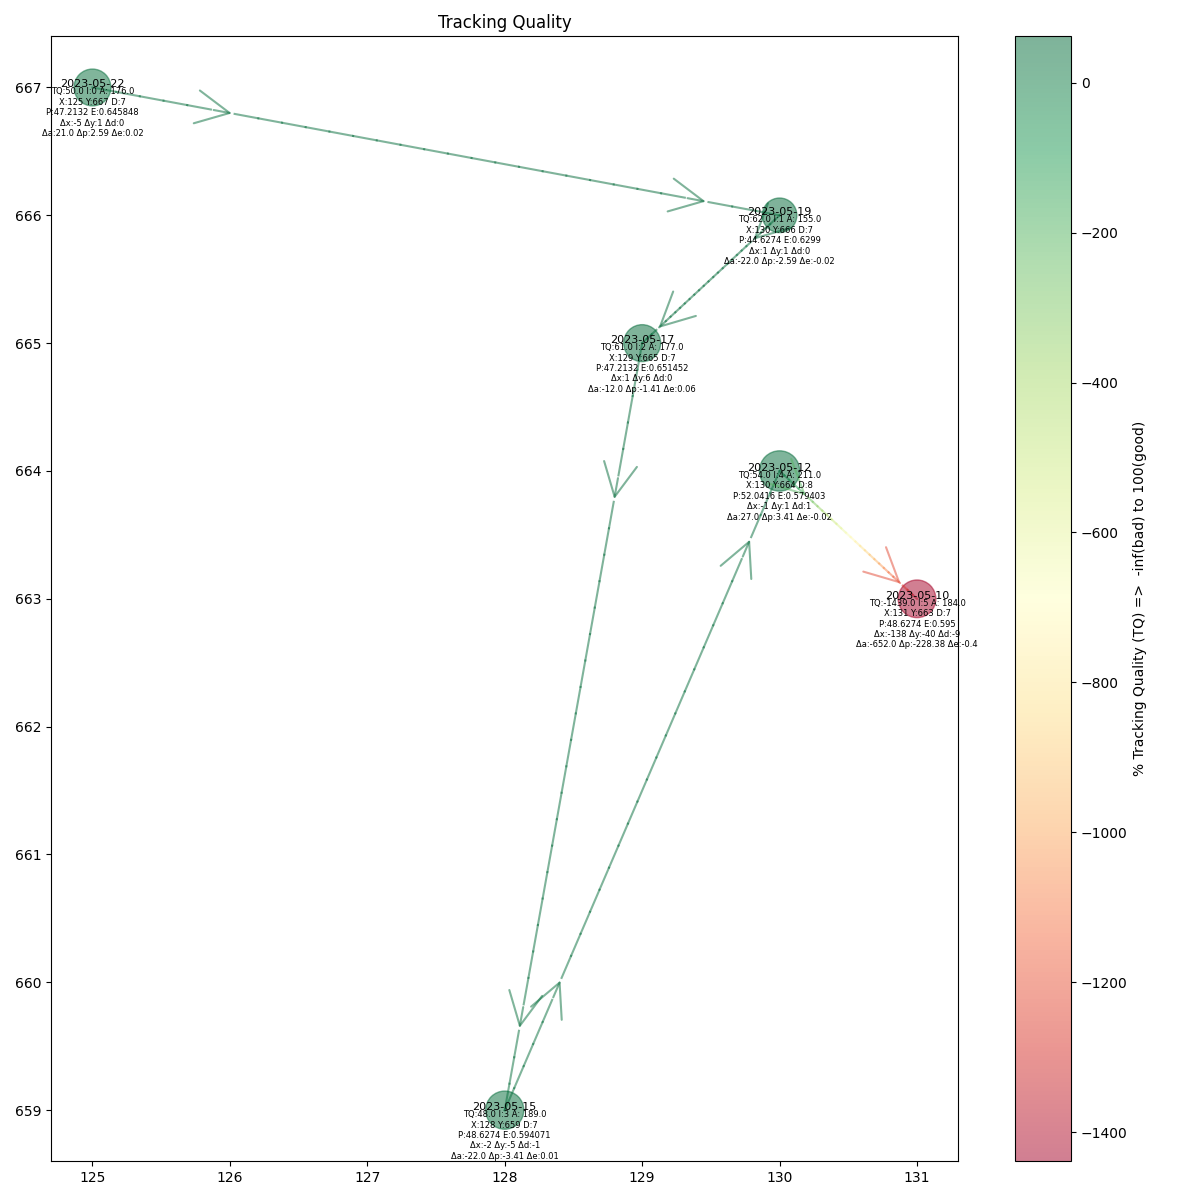 Tracking Quality
667
666
665
664
663
662
661
660
659
125
126
127
128
129
130
131
2023-05-22
TQ:50.0 I:0 A: 176.0
X:125 Y:667 D:7
P:47.2132 E:0.645848
Δx:-5 Δy:1 Δd:0
Δa:21.0 Δp:2.59 Δe:0.02
2023-05-19
TQ:62.0 I:1 A: 155.0
X:130 Y:666 D:7
P:44.6274 E:0.6299
Δx:1 Δy:1 Δd:0
Δa:-22.0 Δp:-2.59 Δe:-0.02
2023-05-17
TQ:61.0 I:2 A: 177.0
X:129 Y:665 D:7
P:47.2132 E:0.651452
Δx:1 Δy:6 Δd:0
Δa:-12.0 Δp:-1.41 Δe:0.06
2023-05-12
TQ:54.0 I:4 A: 211.0
X:130 Y:664 D:8
P:52.0416 E:0.579403
Δx:-1 Δy:1 Δd:1
Δa:27.0 Δp:3.41 Δe:-0.02
2023-05-10
TQ:-1439.0 I:5 A: 184.0
X:131 Y:663 D:7
P:48.6274 E:0.595
Δx:-138 Δy:-40 Δd:-9
Δa:-652.0 Δp:-228.38 Δe:-0.4
2023-05-15
TQ:48.0 I:3 A: 189.0
X:128 Y:659 D:7
P:48.6274 E:0.594071
Δx:-2 Δy:-5 Δd:-1
Δa:-22.0 Δp:-3.41 Δe:0.01
0
−200
−400
−600
−800
−1000
−1200
−1400
% Tracking Quality (TQ) =>  -inf(bad) to 100(good)